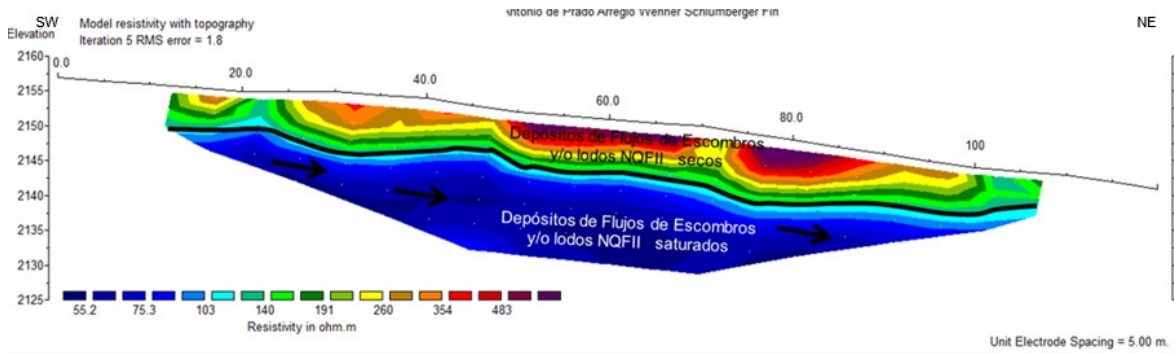 SW
NE
Antonio de Prado Arreglo Wenner Schlumberger Fin
Model resistivity with topography
Iteration 5 RMS error = 1.8
Elevation
2160
2155
2150
2145
2140
2135
2130
2125
0.0
20.0
40.0
60.0
80.0
100
Depósitos de Flujos de Escombros
y/o lodos NQFII secos
Depósitos de Flujos de Escombros
y/o lodos NQFII saturados
55.2 75.3 103 140 191 260 354 483
Resistivity in ohm.m
Unit Electrode Spacing = 5.00 m.